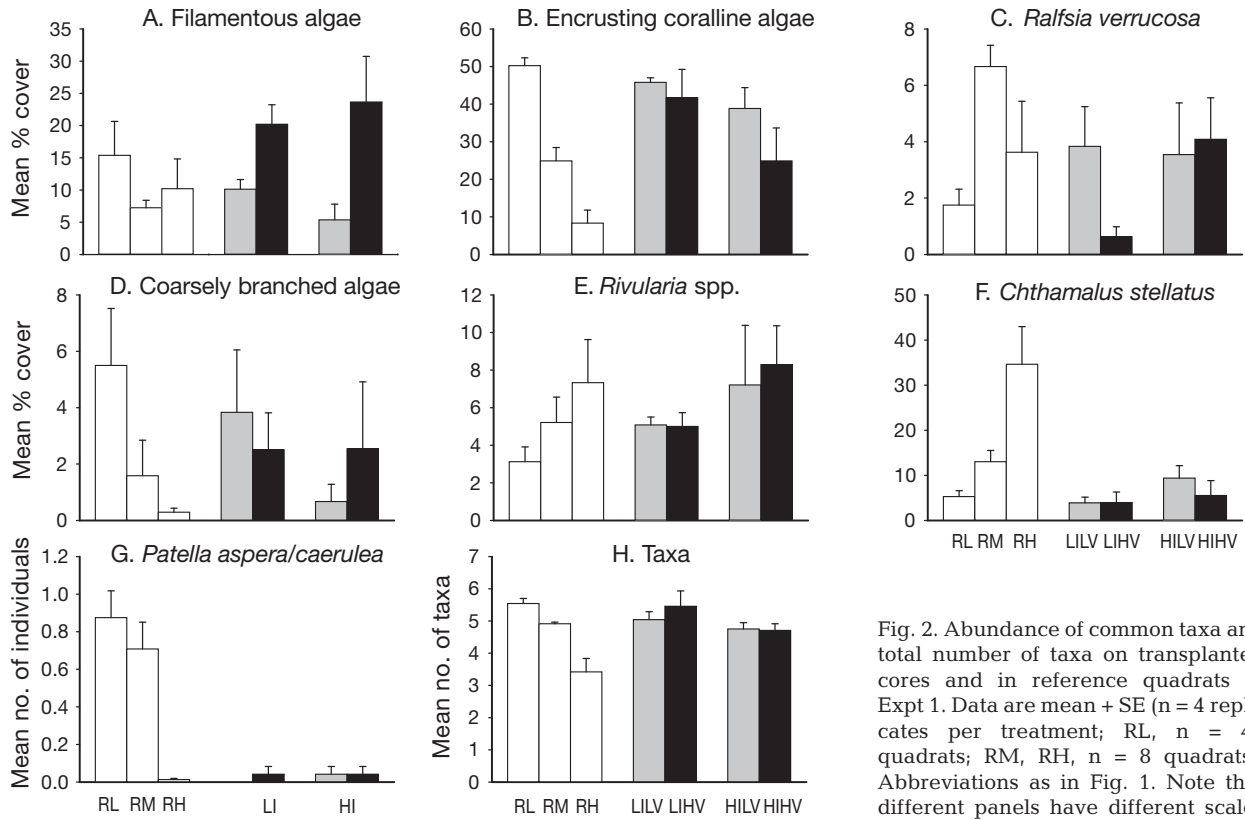 A. Filamentous algae
Mean % cover
35
30
25
20
15
10
5
0
B. Encrusting coralline algae
60
50
40
30
20
10
0
C. Ralfsia verrucosa
8
6
4
2
0
D. Coarsely branched algae
Mean % cover
8
6
4
2
0
E. Rivularia spp.
12
10
8
6
4
2
0
F. Chthamalus stellatus
50
40
30
20
10
0
RL RM RH LILV LIHV HILV HIHV
G. Patella aspera/caerulea
Mean no. of individuals
1.2
1.0
0.8
0.6
0.4
0.2
0.0
RL RM RH LI HI
H. Taxa
Mean no. of taxa
7
6
5
4
3
2
1
0
RL RM RH LILV LIHV HILV HIHV
Fig. 2. Abundance of common taxa an
total number of taxa on transplante
cores and in reference quadrats
Expt 1. Data are mean + SE (n = 4 repl
cates per treatment; RL, n = 4
quadrats; RM, RH, n = 8 quadrats
Abbreviations as in Fig. 1. Note th
different panels have different scale